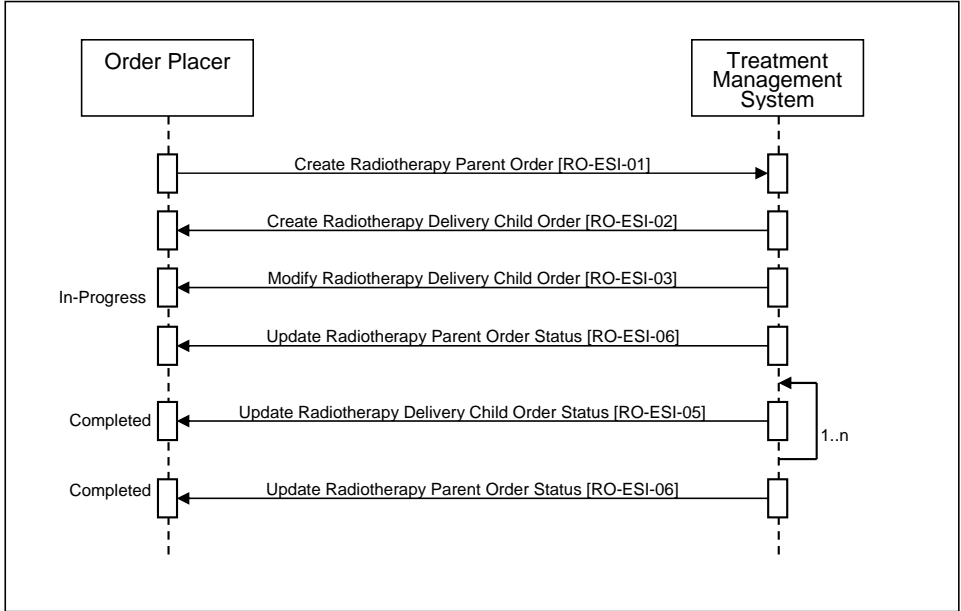 Order Placer
Treatment
Management
System
Create Radiotherapy Parent Order [RO-ESI-01]
Create Radiotherapy Delivery Child Order [RO-ESI-02]
Modify Radiotherapy Delivery Child Order [RO-ESI-03]
In-Progress
Update Radiotherapy Parent Order Status [RO-ESI-06]
Completed
Update Radiotherapy Delivery Child Order Status [RO-ESI-05]
1..n
Completed
Update Radiotherapy Parent Order Status [RO-ESI-06]